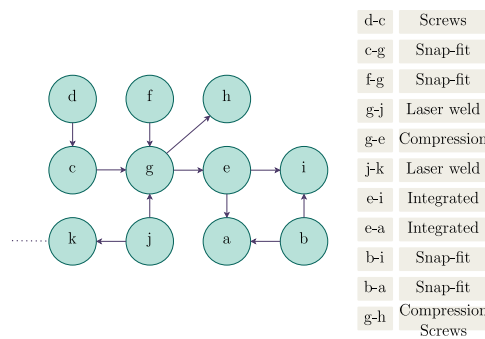 d f h
c g e i
k j a b
d-c Screws
c-g Snap-fit
f-g Snap-fit
g-j Laser weld
g-e Compression
j-k Laser weld
e-i Integrated
e-a Integrated
b-i Snap-fit
b-a Snap-fit
g-h Compression
Screws